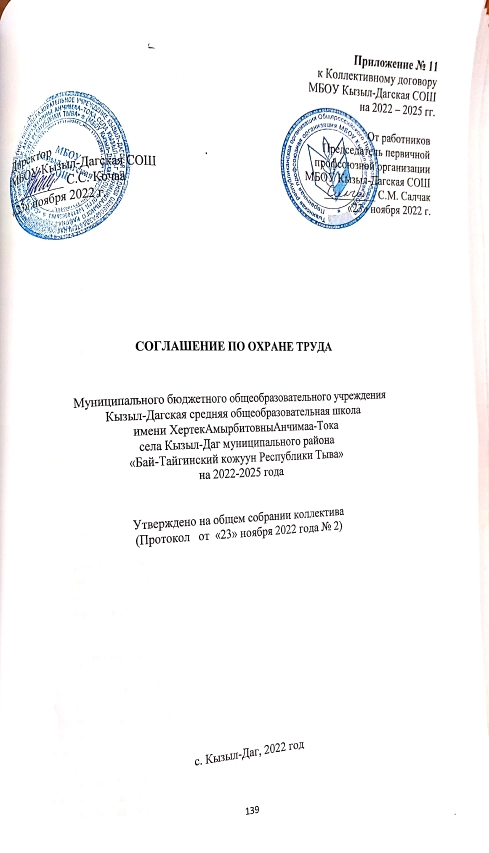 Приложение № 11
к Коллективному договору
МБОУ Кызыл-Дагская СОШ
на 2022 – 2025 гг.
Директор
МБОУ Кызыл-Дагская СОШ
С.С.
«23» ноября 2022 г.
От работников
Председатель первичной
профсоюзной организации
МБОУ Кызыл-Дагская СОШ
С.М. Салчак
«23» ноября 2022 г.
СОГЛАШЕНИЕ ПО ОХРАНЕ ТРУДА
Муниципального бюджетного общеобразовательного учреждения
Кызыл-Дагская средняя общеобразовательная школа
имени ХертекАмырбитовныАнчимаа-Тока
села Кызыл-Даг муниципального района
«Бай-Тайгинский кожуун Республики Тыва»
на 2022-2025 года
Утверждено на общем собрании коллектива
(Протокол от «23» ноября 2022 года № 2)
с. Кызыл-Даг, 2022 год
139